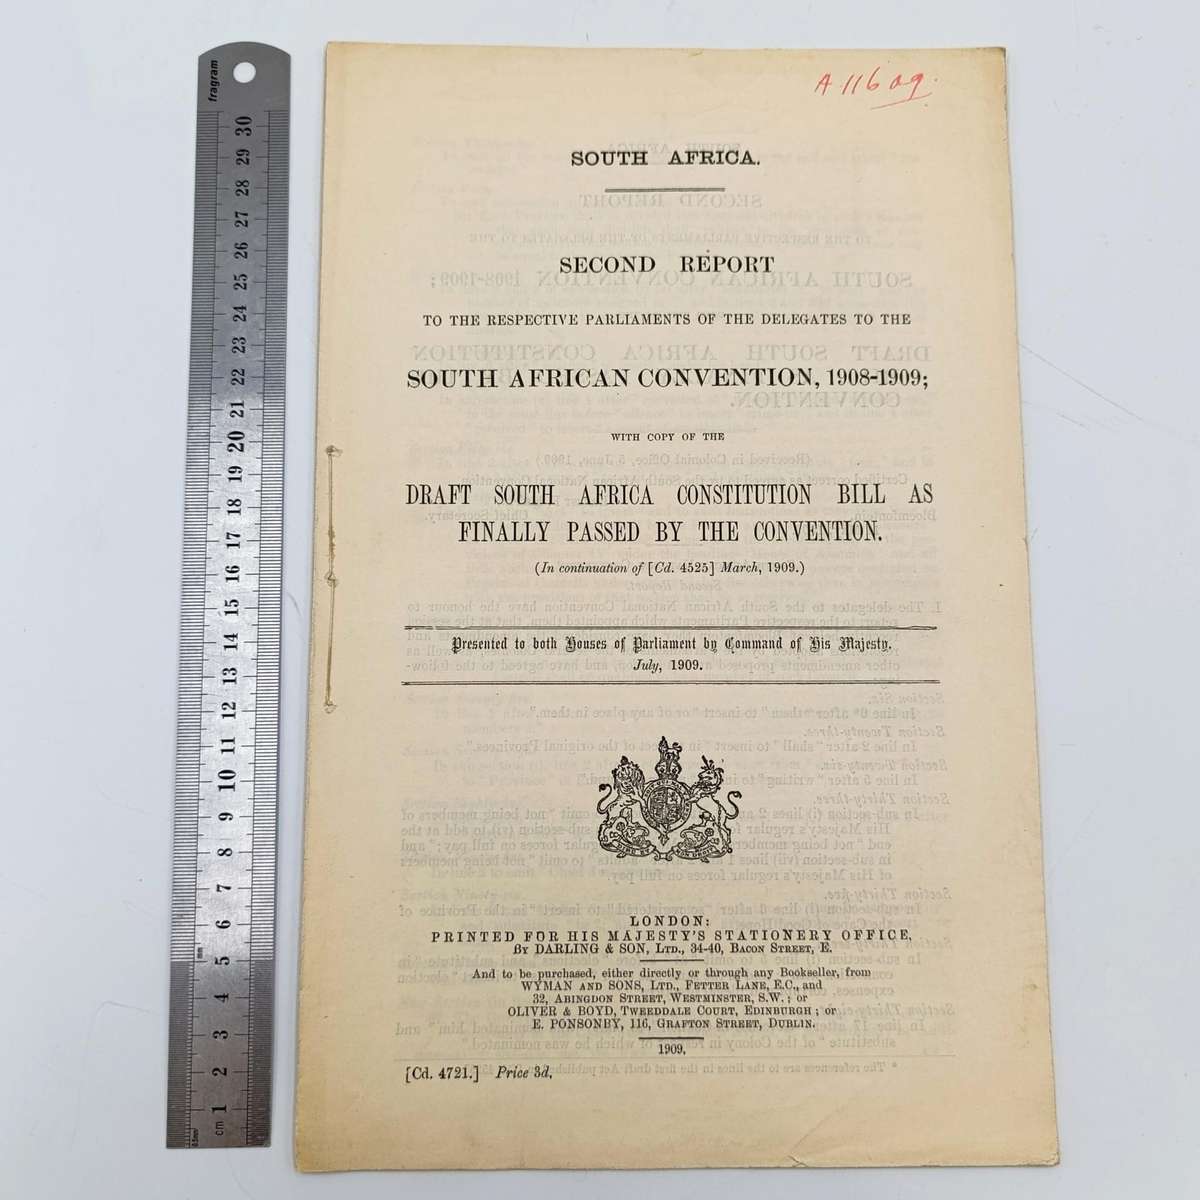 A 116 09.
SOUTH AFRICA.
SECOND REPORT
TO THE RESPECTIVE PARLIAMENTS OF THE DELEGATES TO THE
SOUTH AFRICAN CONVENTION, 1908-1909;
WITH COPY OF THE
DRAFT SOUTH AFRICA CONSTITUTION BILL AS
FINALLY PASSED BY THE CONVENTION.
(In continuation of [Cd. 4525] March, 1909.)
Presented to both Houses of Parliament by Command of His Majesty.
July, 1909.
LONDON:
PRINTED FOR HIS MAJESTY'S STATIONERY OFFICE,
By DARLING & SON, LTD., 34-40, BACON STREET, E.
And to be purchased, either directly or through any Bookseller, from
WYMAN AND SONS, LTD., FETTER LANE, E.C., and
32, ABINGDON STREET, WESTMINSTER, S.W.; or
OLIVER & BOYD, TWEEDDALE COURT, EDINBURGH; or
E. PONSONBY, 116, GRAFTON STREET, DUBLIN.
1909.
[Cd. 4721.] Price 3d,
fragram
30
29
28
27
26
25
24
23
22
21
20
19
18
17
16
15
14
13
12
11
10
9
8
7
6
5
4
3
2
1
mm
cm
0.5mm